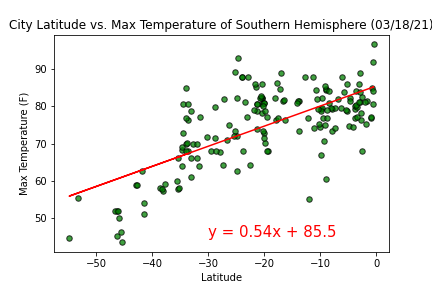 City Latitude vs. Max Temperature of Southern Hemisphere (03/18/21)
90
80
70
60
50
Max Temperature (F)
y = 0.54x + 85.5
−50 −40 −30 −20 −10 0
Latitude